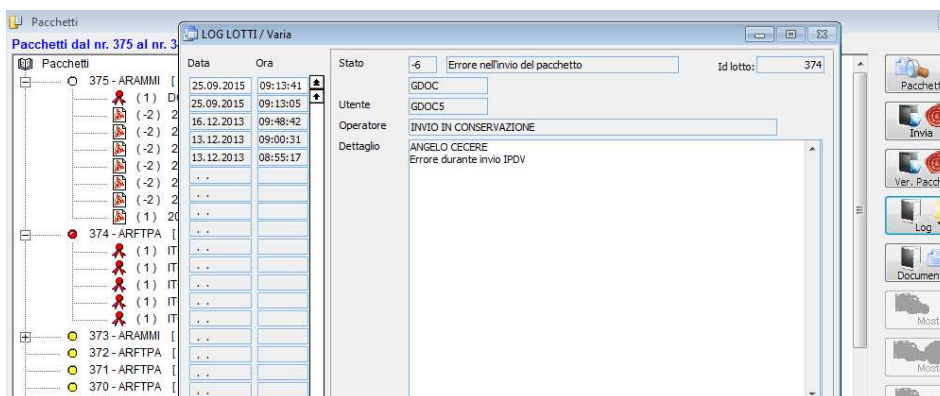 Pacchetti
Pacchetti dal nr. 375 al nr. 3
Pacchetti
375 - ARAMMI [
(1)
(-2) 2
(-2) 2
(-2) 2
(-2) 2
(-2) 2
(-2) 2
(1) 20
374 - ARFTPA [
(1) IT
(1) IT
(1) IT
(1) IT
(1) IT
373 - ARAMMI [
372 - ARFTPA [
371 - ARFTPA [
370 - ARFTPA [
LOG LOTTI / Varia
Data Ora
25.09.2015 09:13:41
25.09.2015 09:13:05
16.12.2013 09:48:42
13.12.2013 09:00:31
13.12.2013 08:55:17
Stato -6 Errore nell'invio del pacchetto Id lotto: 374
GDOC
Utente GDOC5
Operatore INVIO IN CONSERVAZIONE
Dettaglio ANGELO CECERE
Errore durante invio IPDV
Pacchett
Invia
Ver. Pacch
Log
Documen
Most
Most